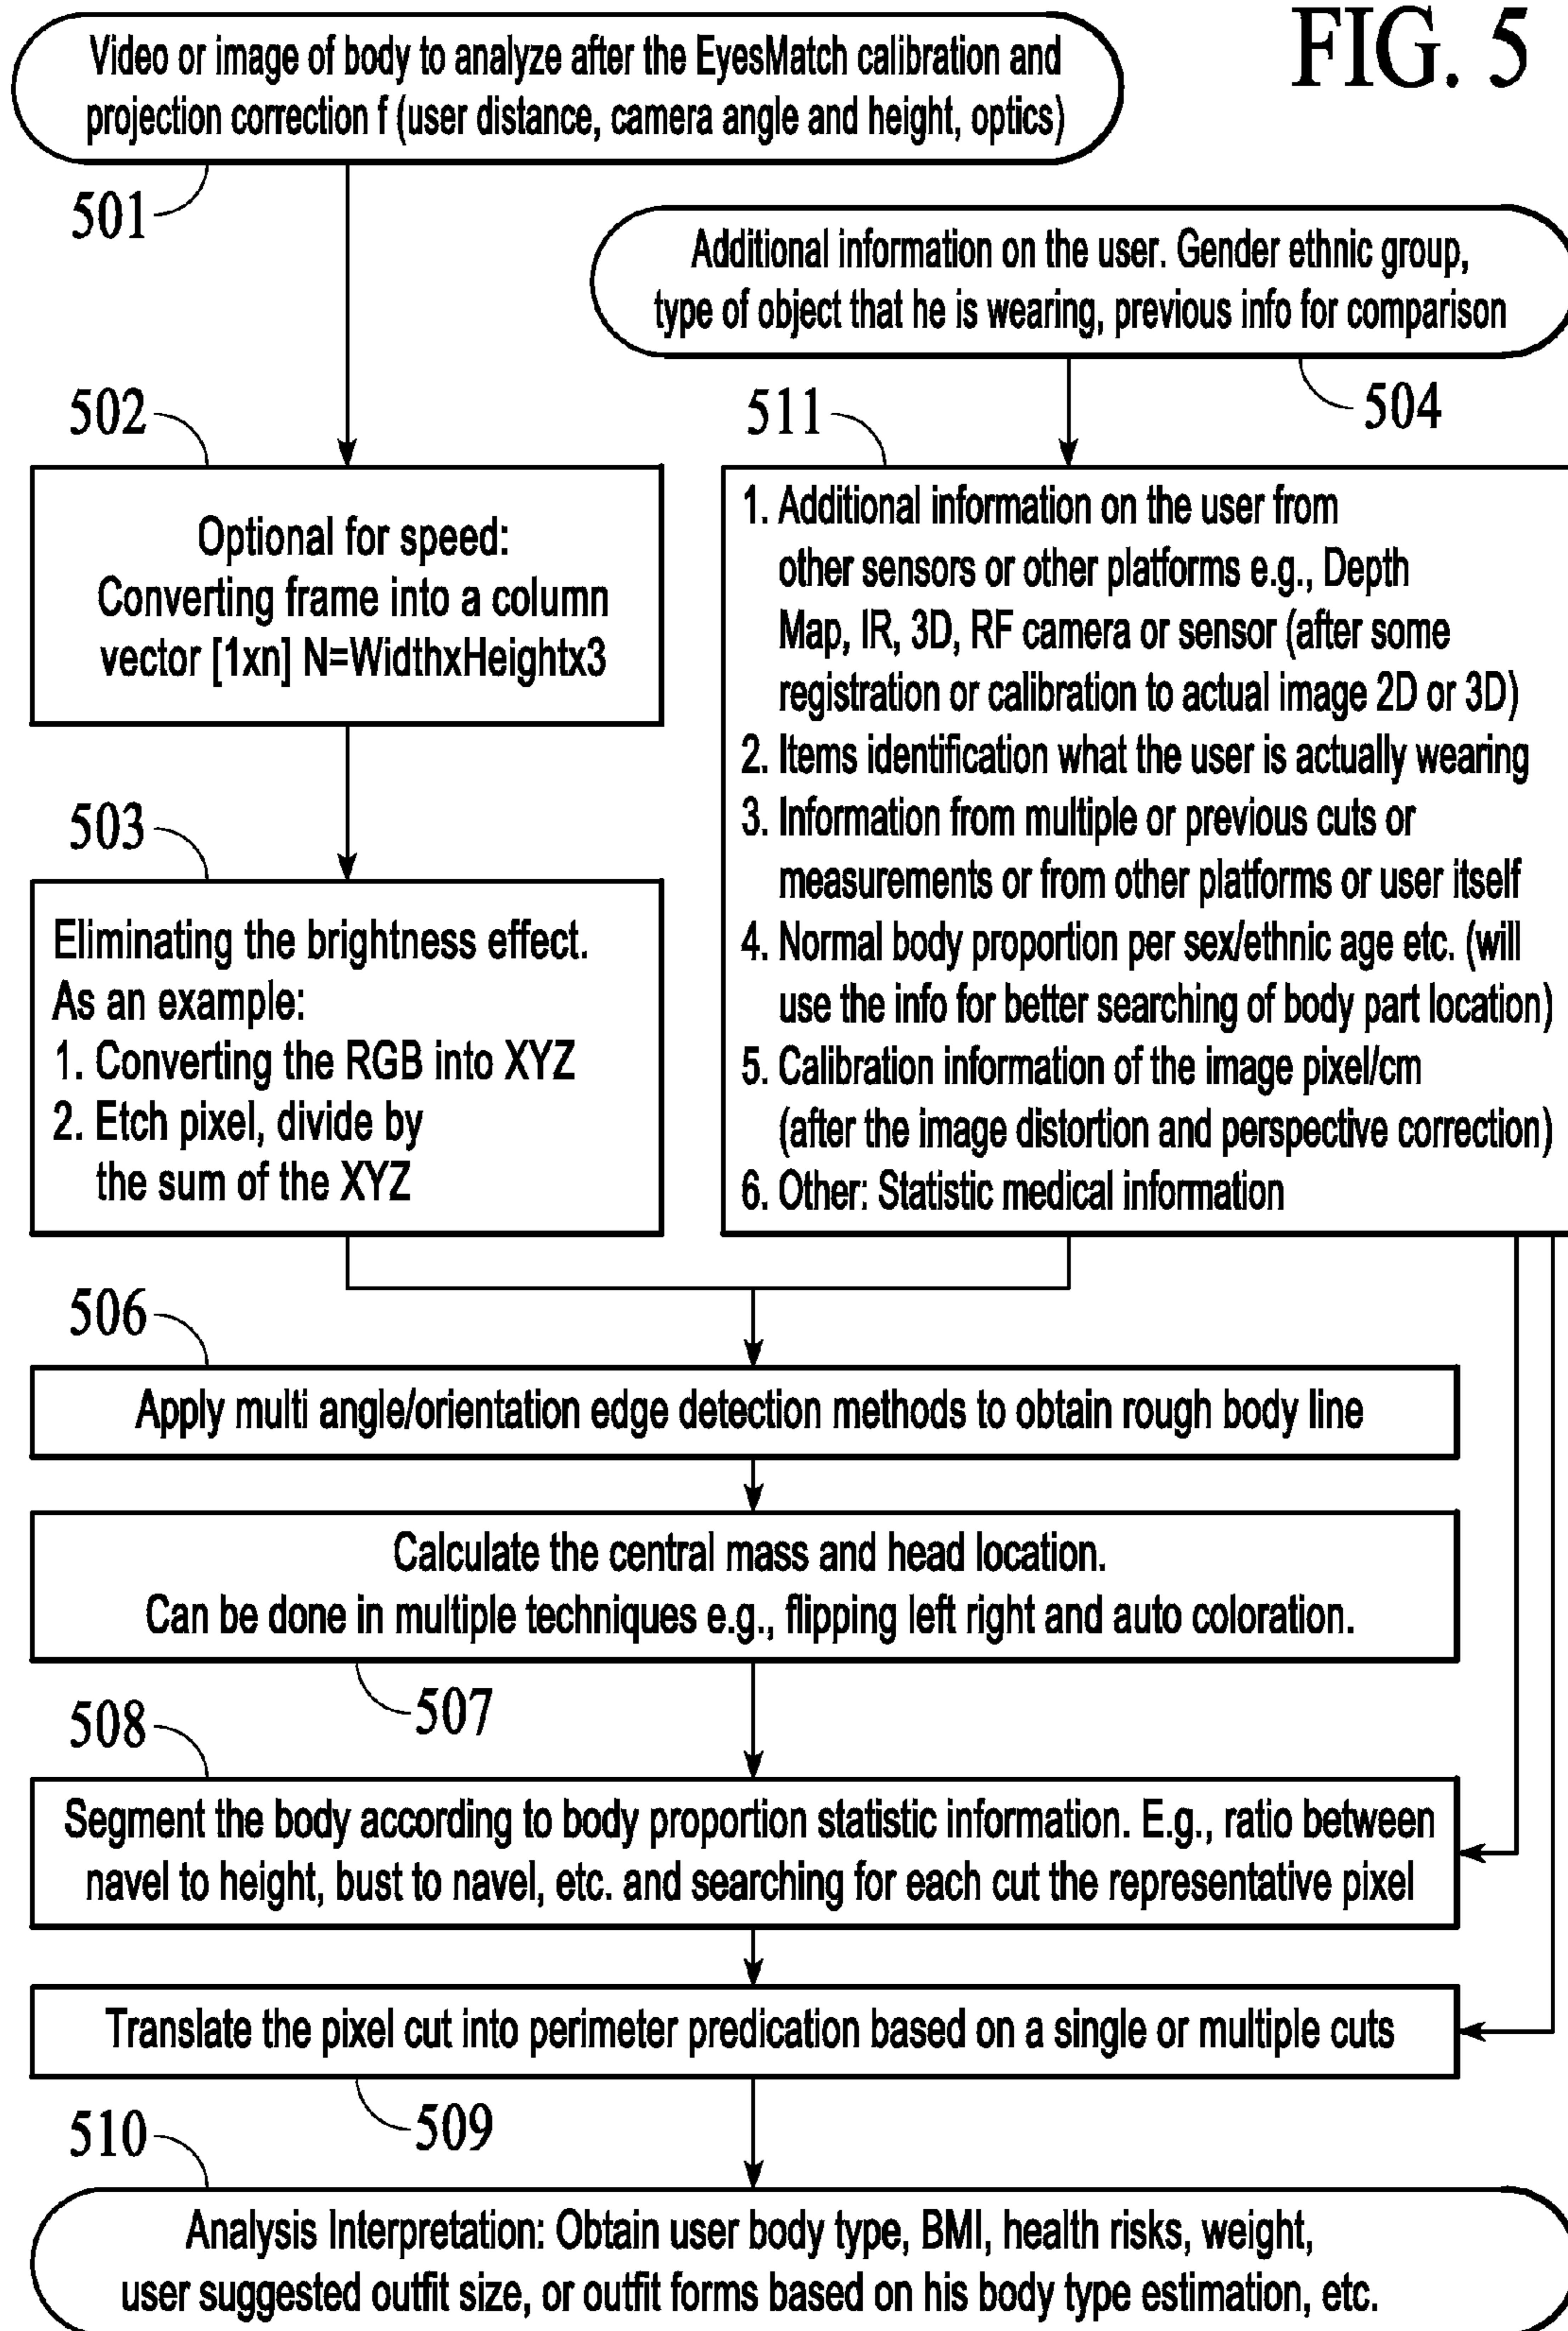 FIG. 5
Video or image of body to analyze after the EyesMatch calibration and
projection correction f (user distance, camera angle and height, optics)
501
Additional information on the user. Gender ethnic group,
type of object that he is wearing, previous info for comparison
504
502
Optional for speed:
Converting frame into a column
vector [1xn] N=WidthxHeightx3
511
1. Additional information on the user from
other sensors or other platforms e.g., Depth
Map, IR, 3D, RF camera or sensor (after some
registration or calibration to actual image 2D or 3D)
2. Items identification what the user is actually wearing
3. Information from multiple or previous cuts or
measurements or from other platforms or user itself
4. Normal body proportion per sex/ethnic age etc. (will
use the info for better searching of body part location)
5. Calibration information of the image pixel/cm
(after the image distortion and perspective correction)
6. Other: Statistic medical information
503
Eliminating the brightness effect.
As an example:
1. Converting the RGB into XYZ
2. Etch pixel, divide by
the sum of the XYZ
506
Apply multi angle/orientation edge detection methods to obtain rough body line
Calculate the central mass and head location.
Can be done in multiple techniques e.g., flipping left right and auto coloration.
507
508
Segment the body according to body proportion statistic information. E.g., ratio between
navel to height, bust to navel, etc. and searching for each cut the representative pixel
Translate the pixel cut into perimeter predication based on a single or multiple cuts
509
510
Analysis Interpretation: Obtain user body type, BMI, health risks, weight,
user suggested outfit size, or outfit forms based on his body type estimation, etc.